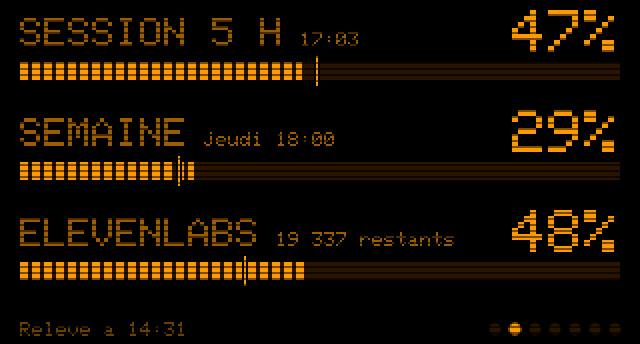 SESSION 5 H 17:03 47%
SEMAINE jeudi 18:00 29%
ELEVENLABS 19 337 restants 48%
Releve a 14:31